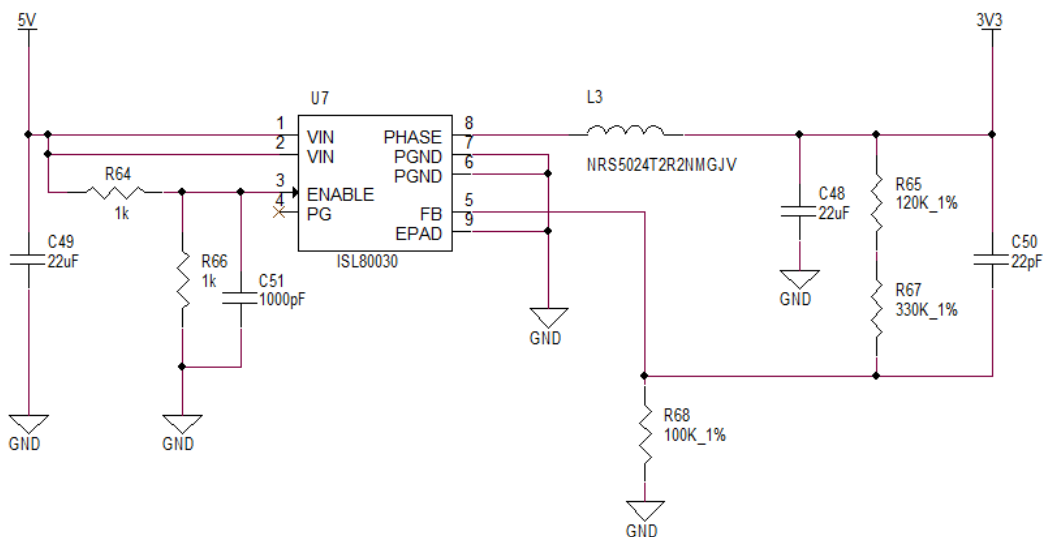 5V
3V3
U7
L3
1
VIN
PHASE
8
2
VIN
PGND
7
PGND
6
NRS5024T2R2NMGJV
R64
1k
3
ENABLE
4
PG
FB
5
EPAD
9
ISL80030
C48
22uF
R65
120K_1%
C49
22uF
R66
1k
C51
1000pF
C50
22pF
R67
330K_1%
GND
GND
R68
100K_1%
GND
GND
GND